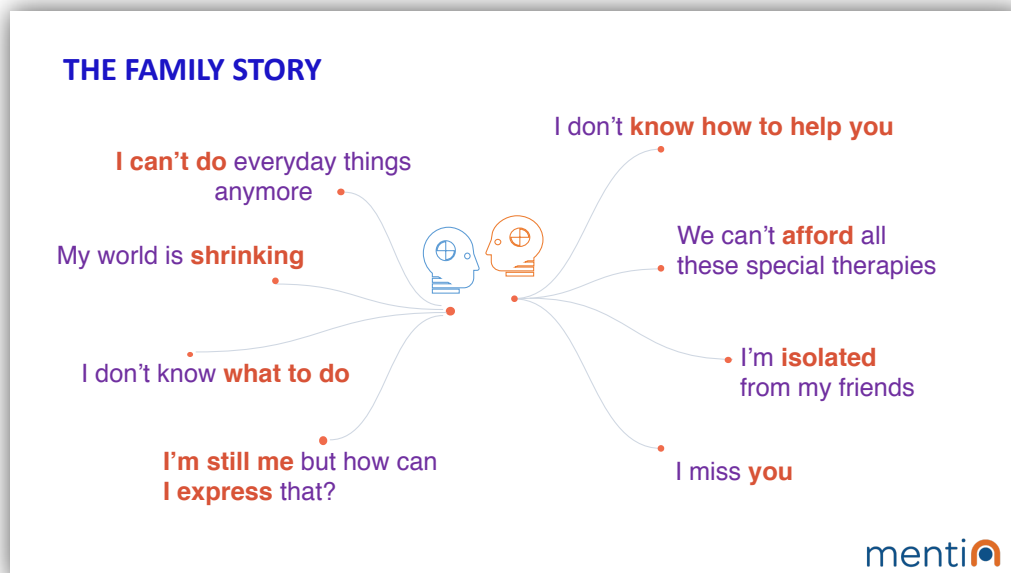 THE FAMILY STORY
I can’t do everyday things
anymore
My world is shrinking
I don’t know what to do
I’m still me but how can
I express that?
I don’t know how to help you
We can’t afford all
these special therapies
I’m isolated
from my friends
I miss you
mentia